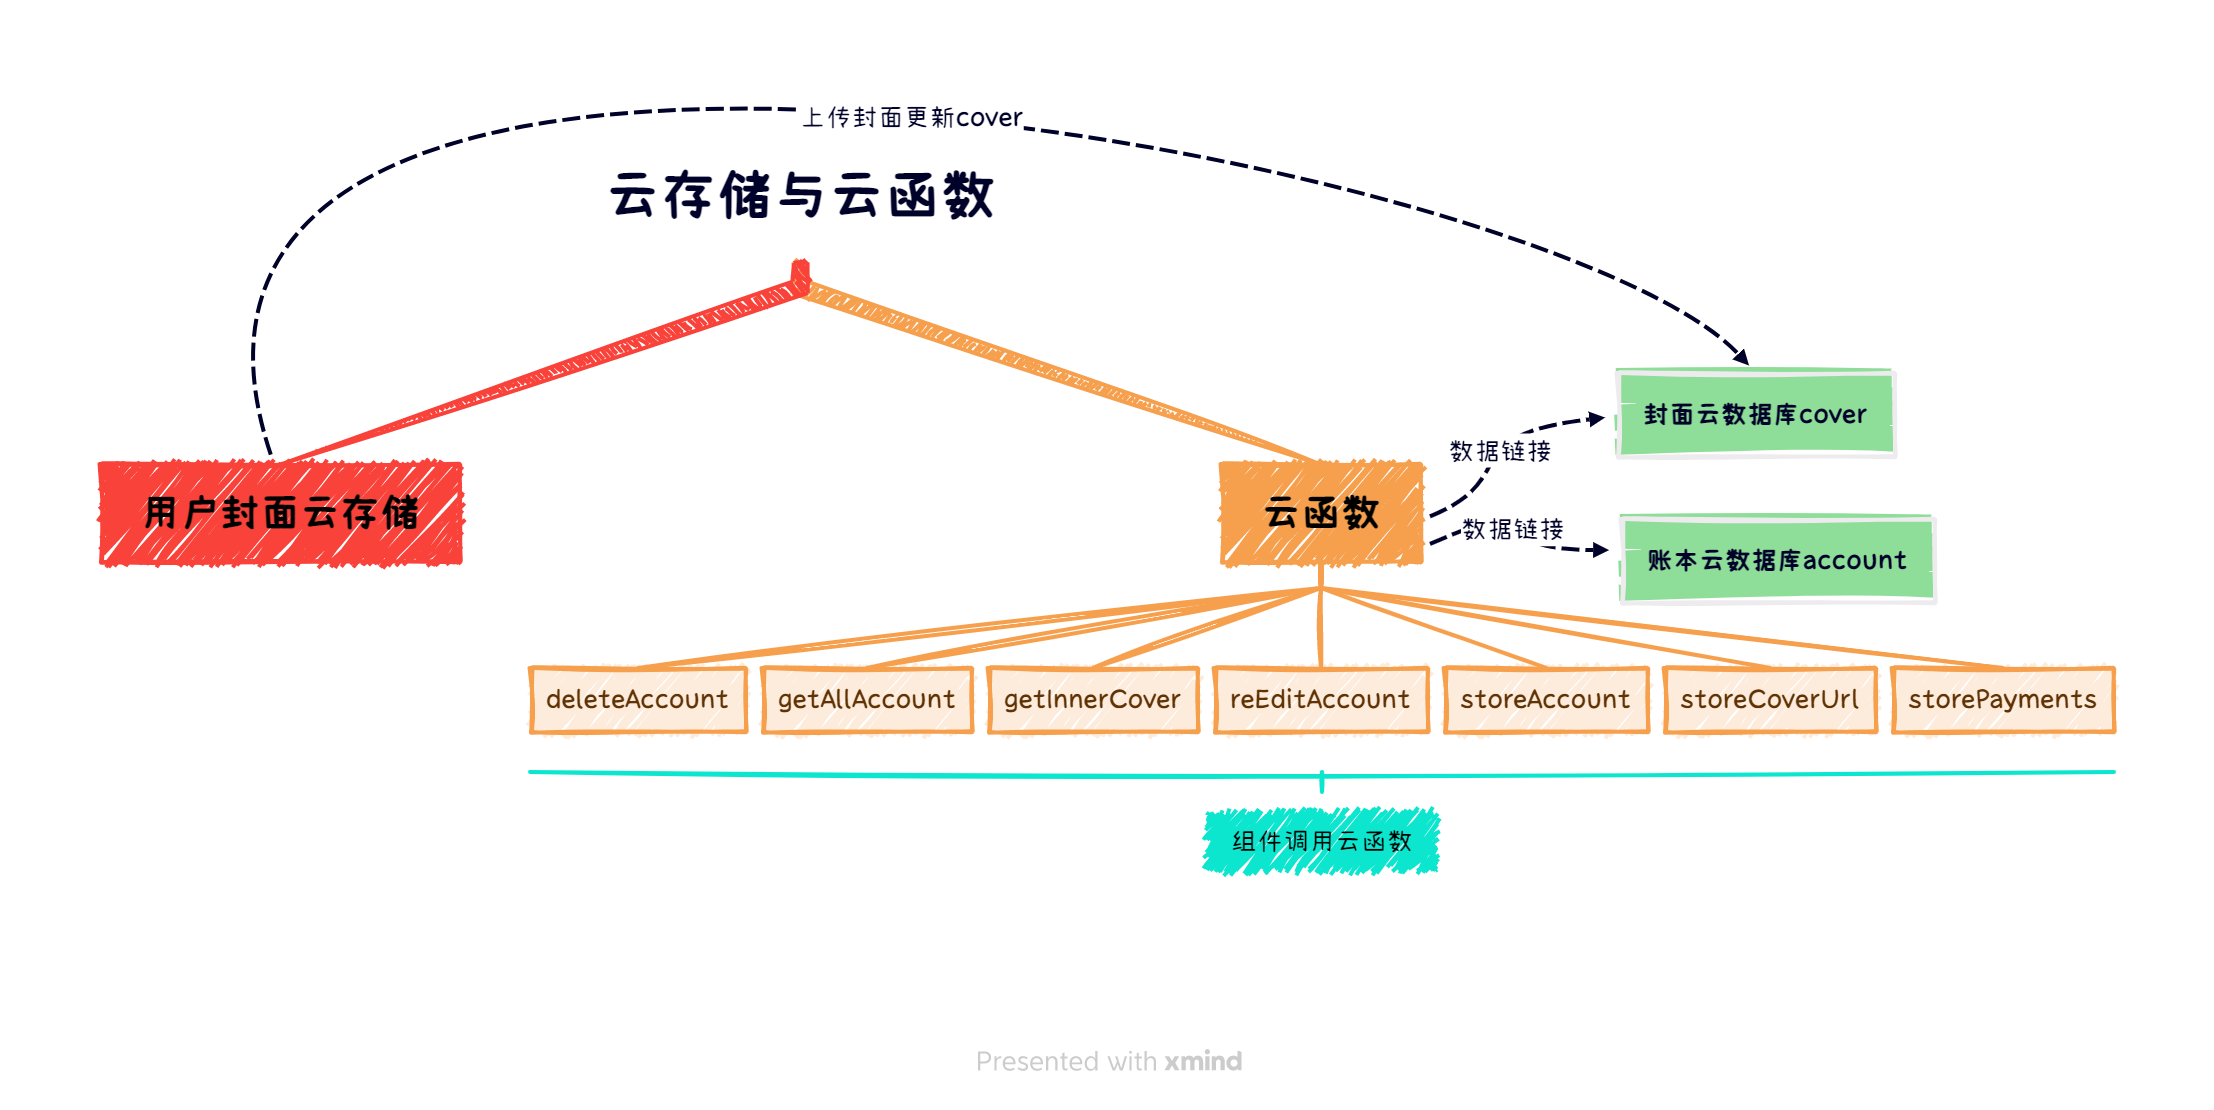 上传封面更新cover
云存储与云函数
封面云数据库cover
数据链接
用户封面云存储
云函数
数据链接
账本云数据库account
deleteAccount
getAllAccount
getInnerCover
reEditAccount
storeAccount
storeCoverUrl
storePayments
组件调用云函数
Presented with xmind